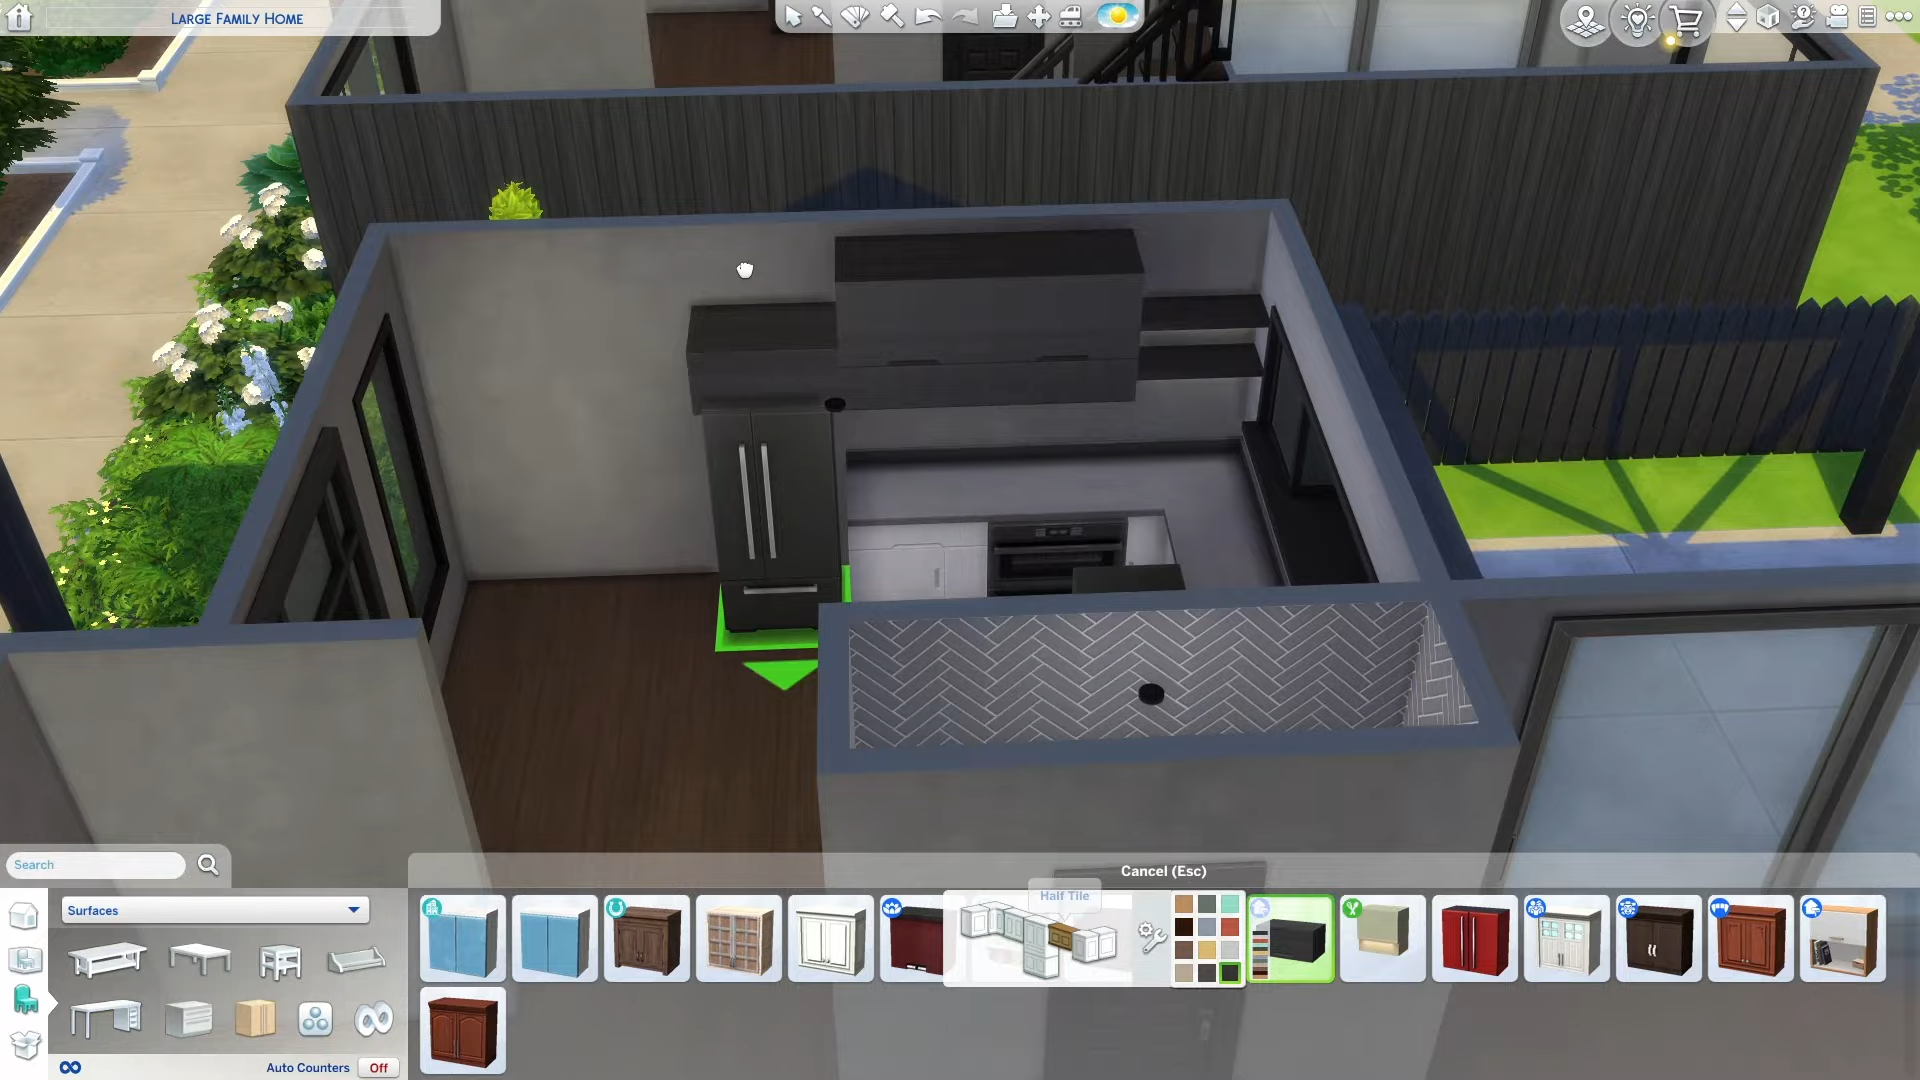 LARGE FAMILY HOME
Search
Cancel (Esc)
Half Tile
Surfaces
Auto Counters
Off